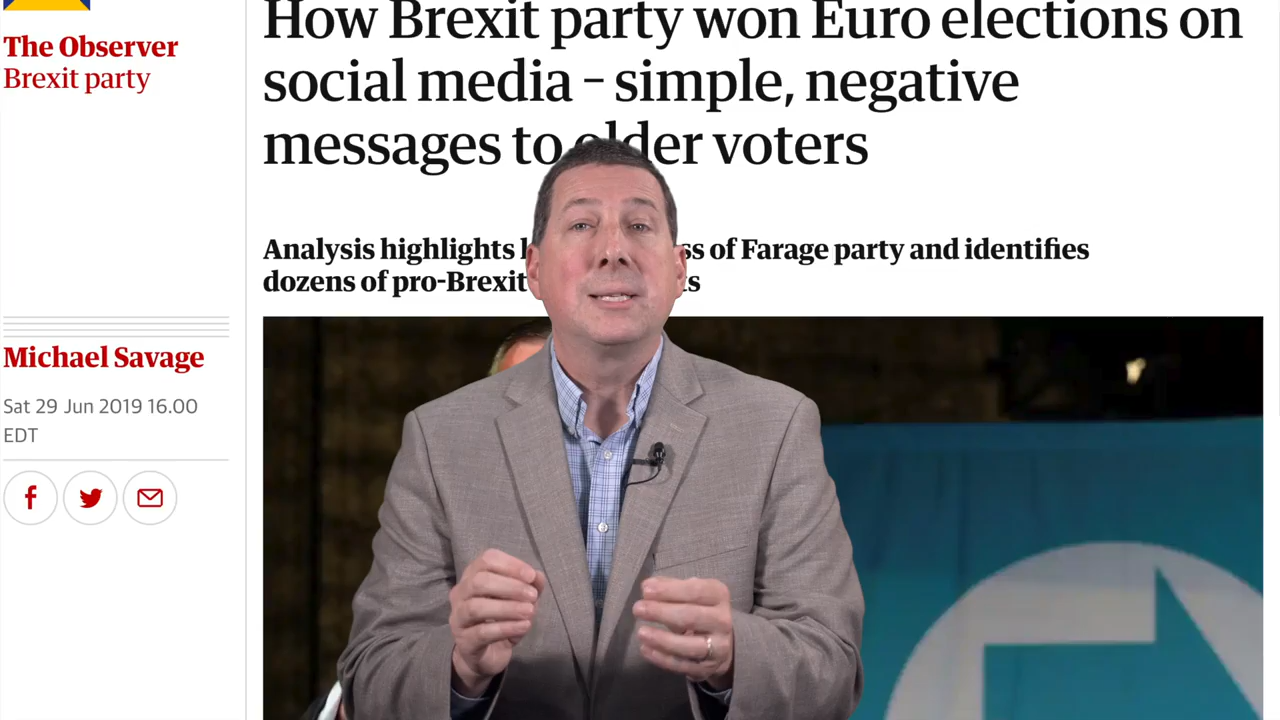 The Observer
Brexit party
How Brexit party won Euro elections on
social media – simple, negative
messages to older voters
Analysis highlights of Farage party and identifies
dozens of pro-Brexit
Michael Savage
Sat 29 Jun 2019 16.00
EDT